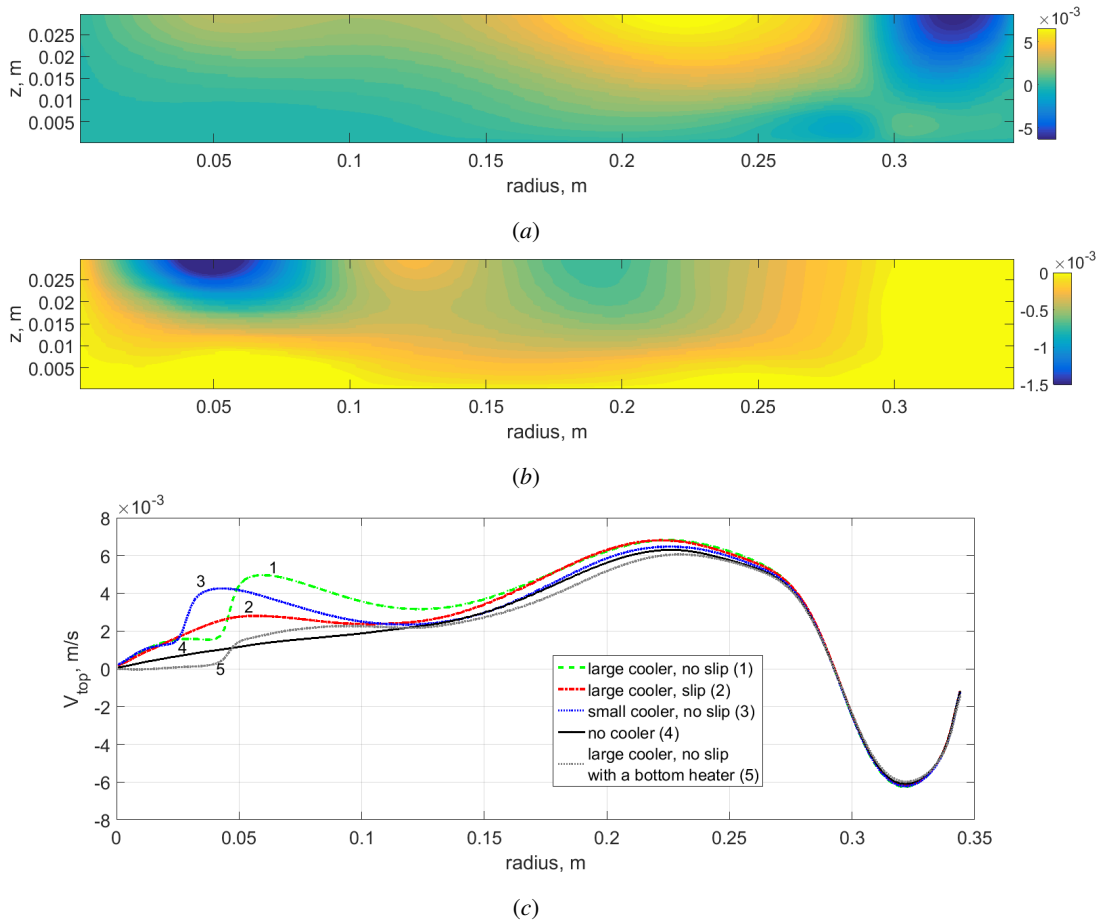 ×10⁻³
0.025
0.02
0.015
0.01
0.005
z, m
5
0
-5
0.05 0.1 0.15 0.2 0.25 0.3
radius, m
(a)
0.025
0.02
0.015
0.01
0.005
z, m
×10⁻³
0
-0.5
-1
-1.5
0.05 0.1 0.15 0.2 0.25 0.3
radius, m
(b)
×10⁻³
8
6
4
2
0
-2
-4
-6
-8
V_top, m/s
1
3
2
4
5
large cooler, no slip (1)
large cooler, slip (2)
small cooler, no slip (3)
no cooler (4)
large cooler, no slip
with a bottom heater (5)
0 0.05 0.1 0.15 0.2 0.25 0.3 0.35
radius, m
(c)